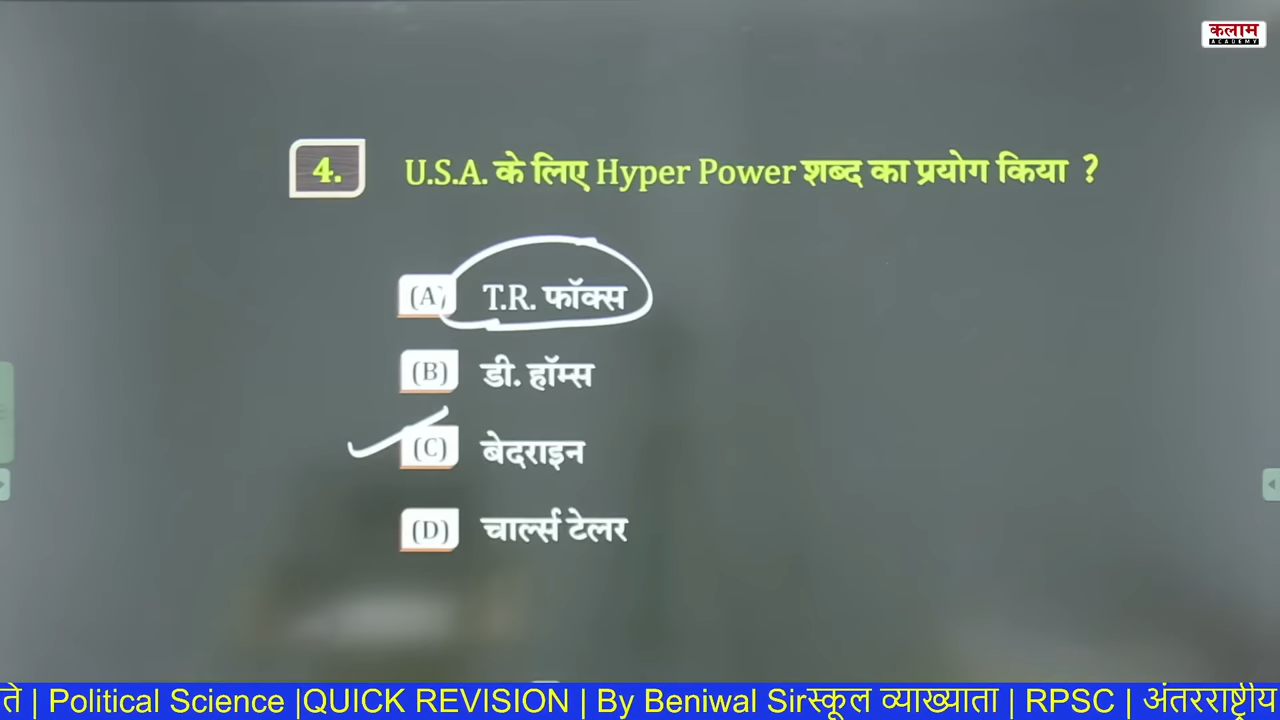 कलाम
ACADEMY
4. U.S.A. के लिए Hyper Power शब्द का प्रयोग किया ?
(A) T.R. फॉक्स
(B) डी. हॉम्स
(C) बेदराइन
(D) चार्ल्स टेलर
ते | Political Science |QUICK REVISION | By Beniwal Sirस्कूल व्याख्याता | RPSC | अंतरराष्ट्रीय